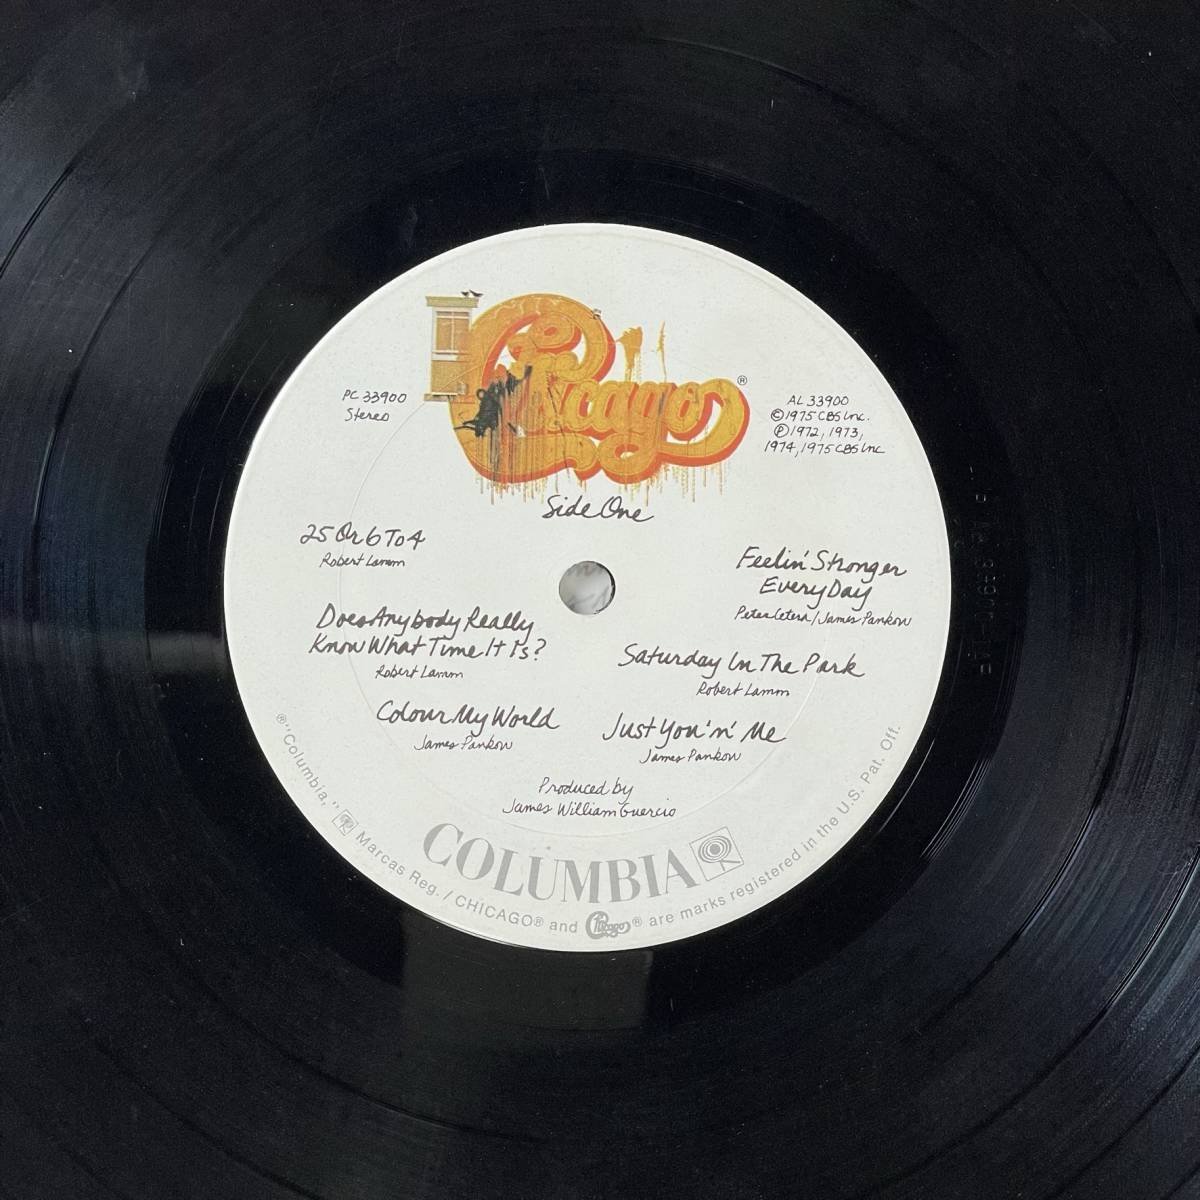 Chicago ®
PC 33900
Stereo
AL 33900
©1975 CBS Inc.
℗1972, 1973,
1974, 1975 CBS Inc.
Side One
25 Or 6 To 4
Robert Lamm
Does Anybody Really
Know What Time It Is?
Robert Lamm
Colour My World
James Pankow
Feelin' Stronger
Every Day
Peter Cetera / James Pankow
Saturday In The Park
Robert Lamm
Just You 'n' Me
James Pankow
Produced by
James William Guercio
COLUMBIA
®"Columbia," Marcas Reg. / CHICAGO® and Chicago ® are marks registered in the U.S. Pat. Off.